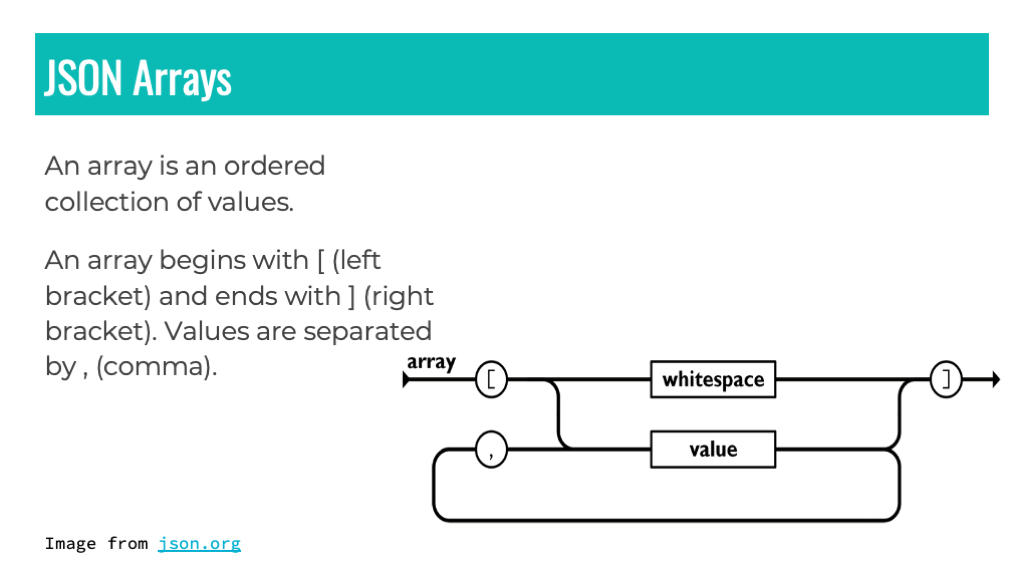 JSON Arrays
An array is an ordered
collection of values.
An array begins with [ (left
bracket) and ends with ] (right
bracket). Values are separated
by , (comma).
array
[
whitespace
]
,
value
Image from json.org